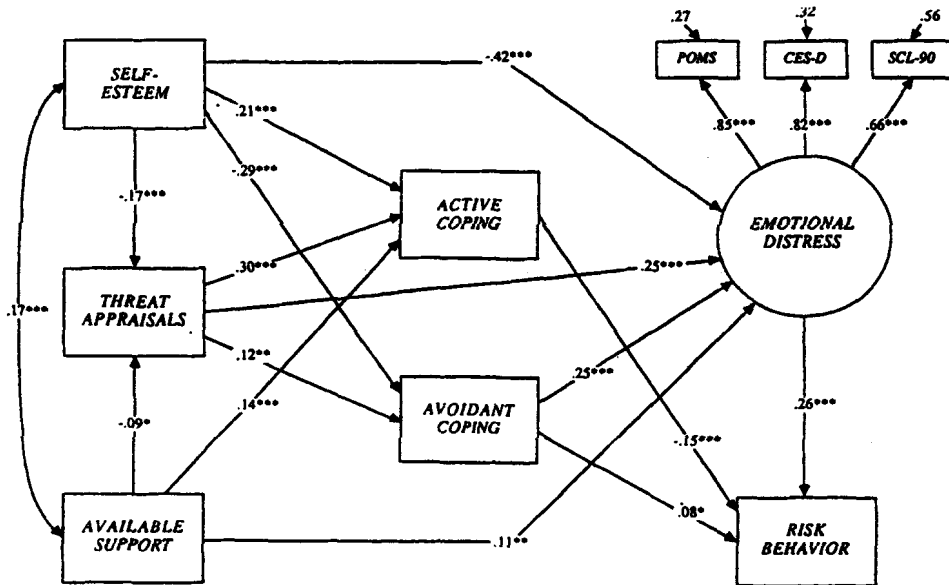 .27
.32
.56
POMS
CES-D
SCL-90
SELF-
ESTEEM
-.42***
.85***
.82***
.66***
.21***
-.29***
-.17***
ACTIVE
COPING
EMOTIONAL
DISTRESS
.30***
.25***
THREAT
APPRAISALS
.17***
.12**
.14***
.25***
AVOIDANT
COPING
.26***
-.09*
-.15***
.08*
AVAILABLE
SUPPORT
.11**
RISK
BEHAVIOR